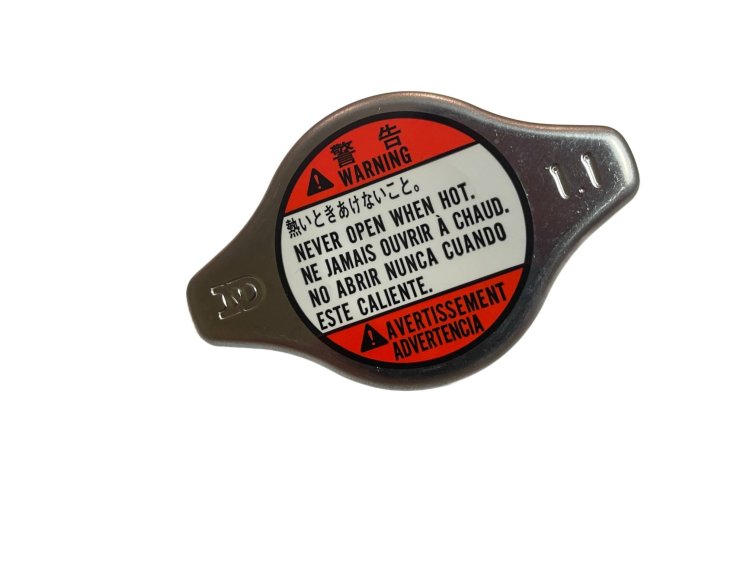 警告
WARNING
熱いときあけないこと。
NEVER OPEN WHEN HOT.
NE JAMAIS OUVRIR À CHAUD.
NO ABRIR NUNCA CUANDO
ESTE CALIENTE.
AVERTISSEMENT
ADVERTENCIA
1.1
ND